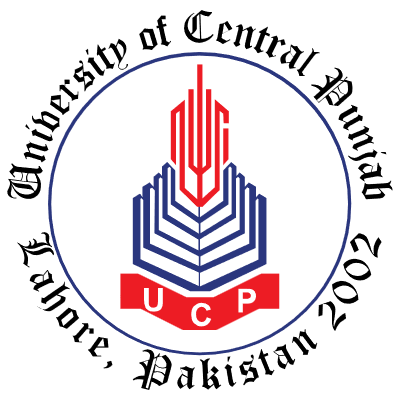 University of Central Punjab
UCP
Lahore, Pakistan 2002